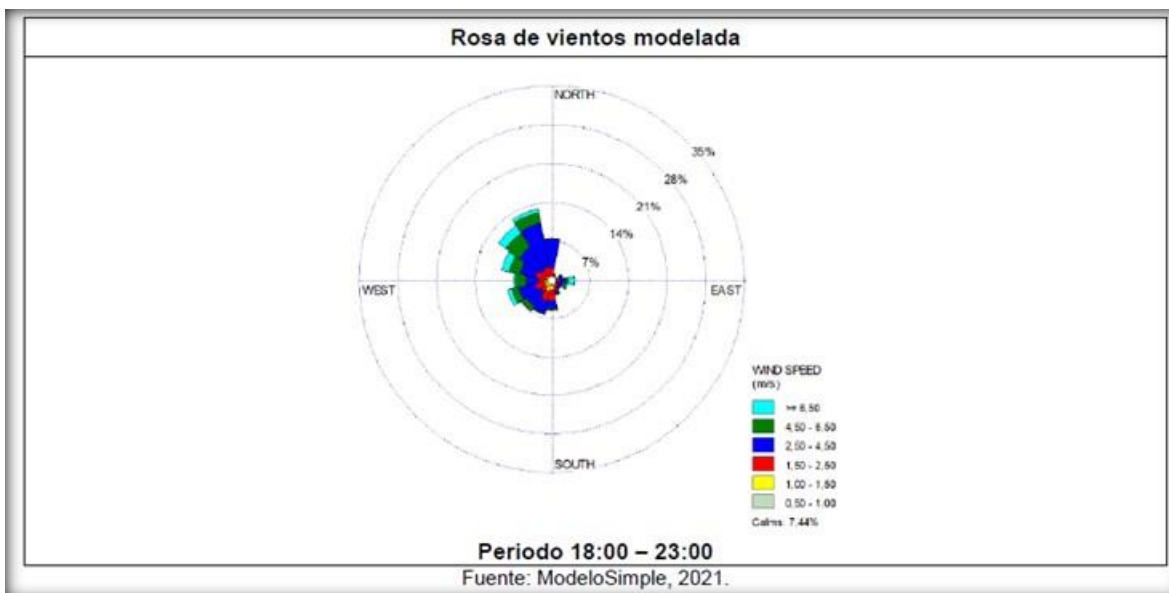 Rosa de vientos modelada
NORTH
35%
28%
21%
14%
7%
WEST
EAST
WIND SPEED
(m/s)
>= 6,50
4,50 - 6,50
2,50 - 4,50
1,50 - 2,50
1,00 - 1,50
0,50 - 1,00
Calms: 7.44%
SOUTH
Periodo 18:00 – 23:00
Fuente: ModeloSimple, 2021.